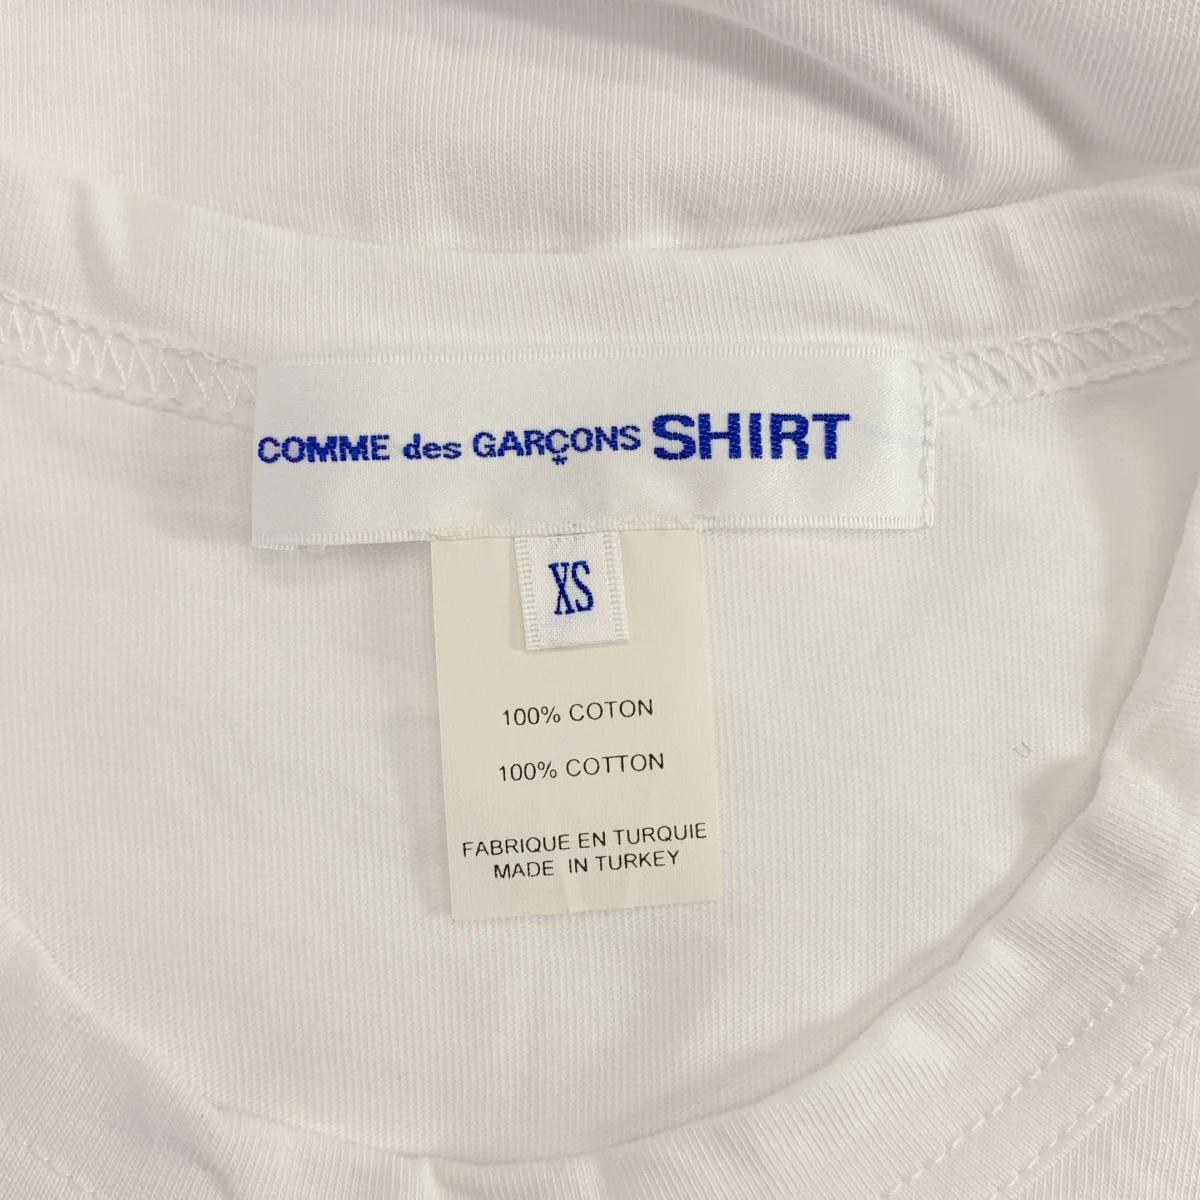 COMME des GARÇONS SHIRT
XS
100% COTON
100% COTTON
FABRIQUE EN TURQUIE
MADE IN TURKEY